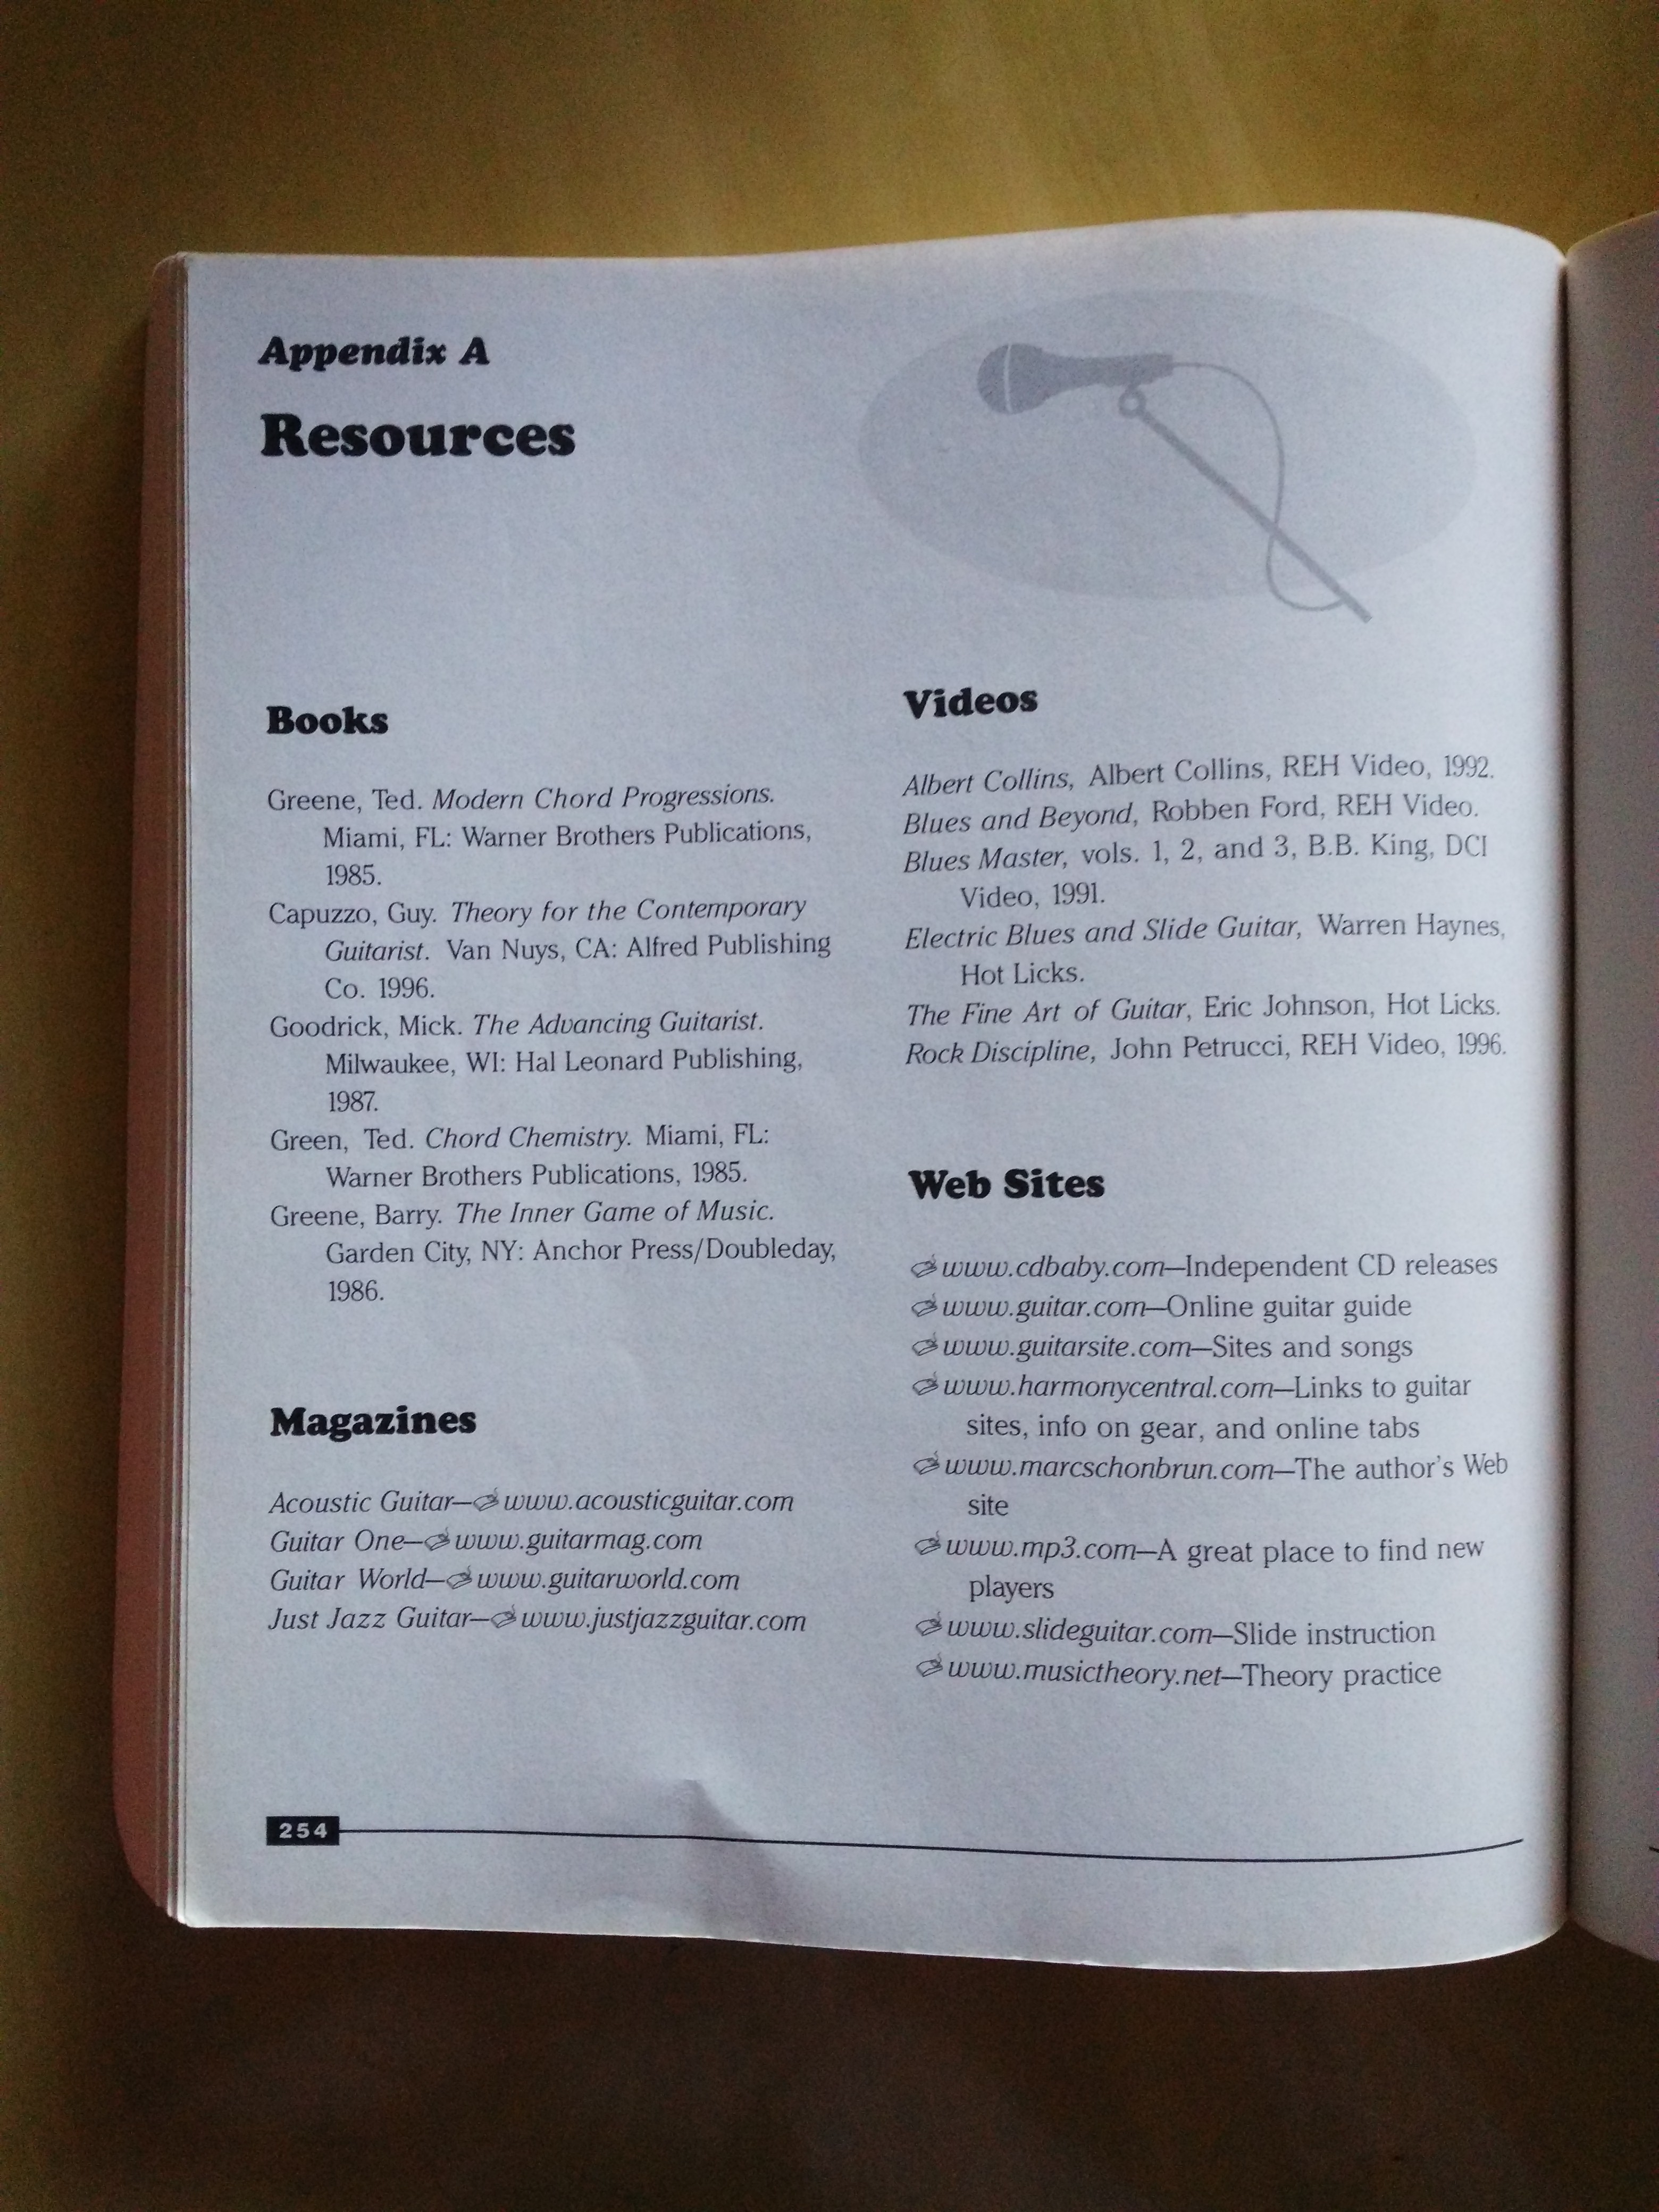 Appendix A
Resources
Books
Greene, Ted. Modern Chord Progressions.
Miami, FL: Warner Brothers Publications,
1985.
Capuzzo, Guy. Theory for the Contemporary
Guitarist. Van Nuys, CA: Alfred Publishing
Co. 1996.
Goodrick, Mick. The Advancing Guitarist.
Milwaukee, WI: Hal Leonard Publishing,
1987.
Green, Ted. Chord Chemistry. Miami, FL:
Warner Brothers Publications, 1985.
Greene, Barry. The Inner Game of Music.
Garden City, NY: Anchor Press/Doubleday,
1986.
Magazines
Acoustic Guitar—www.acousticguitar.com
Guitar One—www.guitarmag.com
Guitar World—www.guitarworld.com
Just Jazz Guitar—www.justjazzguitar.com
Videos
Albert Collins, Albert Collins, REH Video, 1992.
Blues and Beyond, Robben Ford, REH Video.
Blues Master, vols. 1, 2, and 3, B.B. King, DCI
Video, 1991.
Electric Blues and Slide Guitar, Warren Haynes,
Hot Licks.
The Fine Art of Guitar, Eric Johnson, Hot Licks.
Rock Discipline, John Petrucci, REH Video, 1996.
Web Sites
www.cdbaby.com—Independent CD releases
www.guitar.com—Online guitar guide
www.guitarsite.com—Sites and songs
www.harmonycentral.com—Links to guitar
sites, info on gear, and online tabs
www.marcschonbrun.com—The author's Web
site
www.mp3.com—A great place to find new
players
www.slideguitar.com—Slide instruction
www.musictheory.net—Theory practice
254